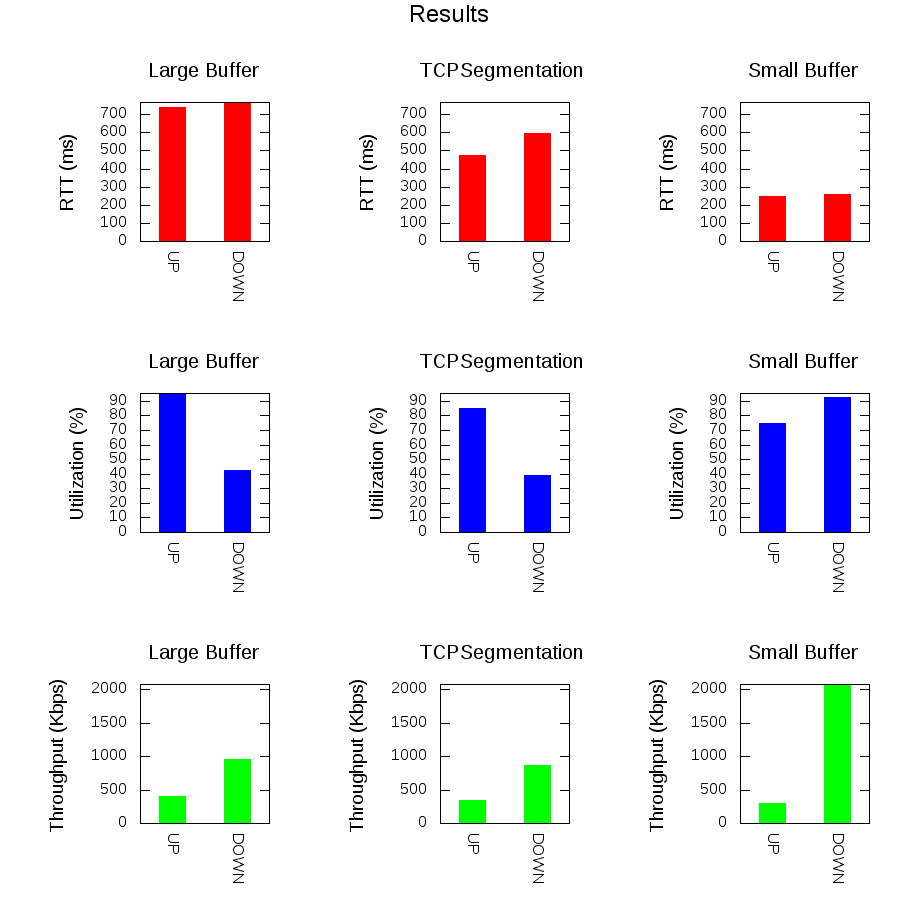 Results
Large Buffer
TCPSegmentation
Small Buffer
RTT (ms)
700
600
500
400
300
200
100
0
UP
DOWN
RTT (ms)
700
600
500
400
300
200
100
0
UP
DOWN
RTT (ms)
700
600
500
400
300
200
100
0
UP
DOWN
Large Buffer
TCPSegmentation
Small Buffer
Utilization (%)
90
80
70
60
50
40
30
20
10
0
UP
DOWN
Utilization (%)
90
80
70
60
50
40
30
20
10
0
UP
DOWN
Utilization (%)
90
80
70
60
50
40
30
20
10
0
UP
DOWN
Large Buffer
TCPSegmentation
Small Buffer
Throughput (Kbps)
2000
1500
1000
500
0
UP
DOWN
Throughput (Kbps)
2000
1500
1000
500
0
UP
DOWN
Throughput (Kbps)
2000
1500
1000
500
0
UP
DOWN